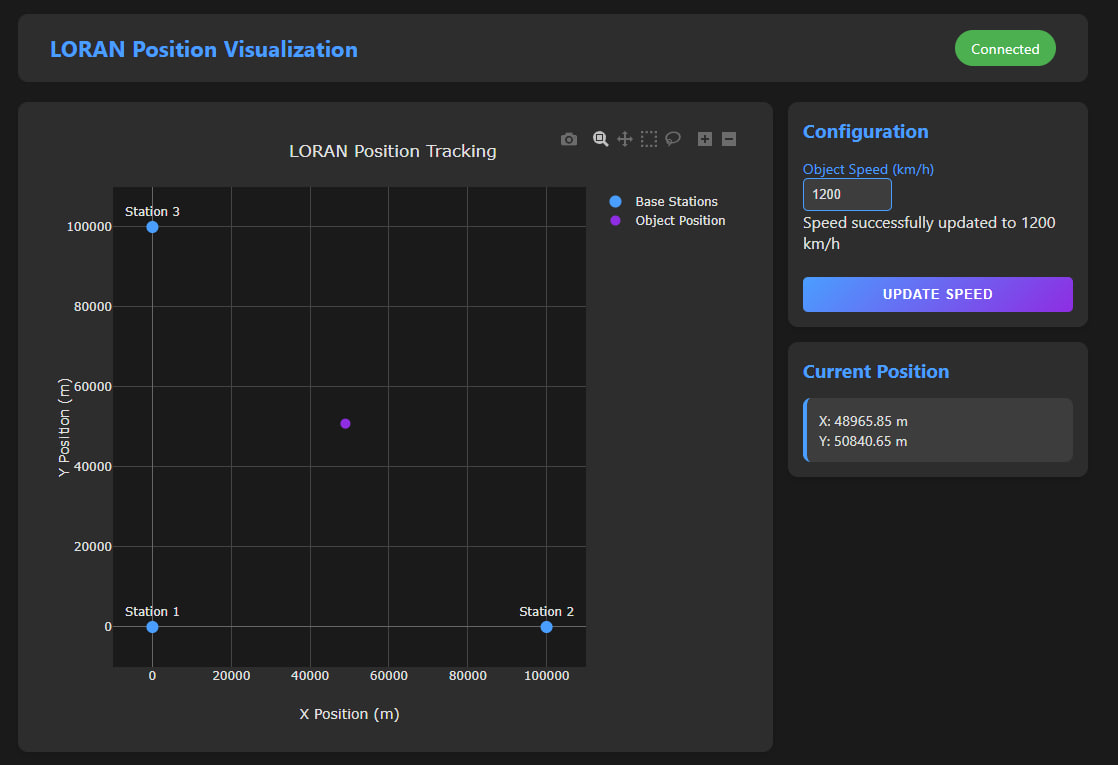 LORAN Position Visualization
Connected
LORAN Position Tracking
Base Stations
Object Position
Station 3
Station 1
Station 2
100000
80000
60000
40000
20000
0
Y Position (m)
0
20000
40000
60000
80000
100000
X Position (m)
Configuration
Object Speed (km/h)
1200
Speed successfully updated to 1200
km/h
UPDATE SPEED
Current Position
X: 48965.85 m
Y: 50840.65 m